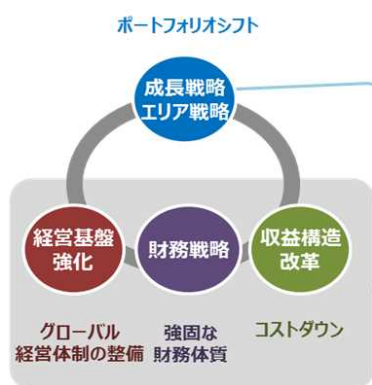 ポートフォリオシフト
成長戦略
エリア戦略
経営基盤
強化
財務戦略
収益構造
改革
グローバル
経営体制の整備
強固な
財務体質
コストダウン